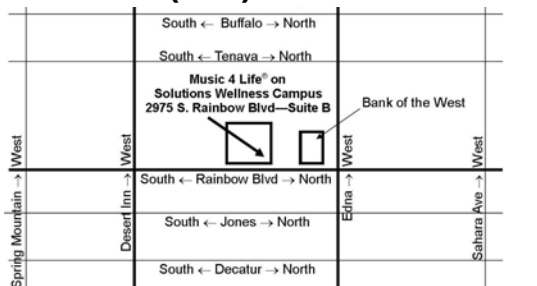 South ← Buffalo → North
South ← Tenaya → North
Music 4 Life® on
Solutions Wellness Campus
2975 S. Rainbow Blvd—Suite B
Bank of the West
Spring Mountain → West
Desert Inn → West
Edna → West
Sahara Ave → West
South ← Rainbow Blvd → North
South ← Jones → North
South ← Decatur → North